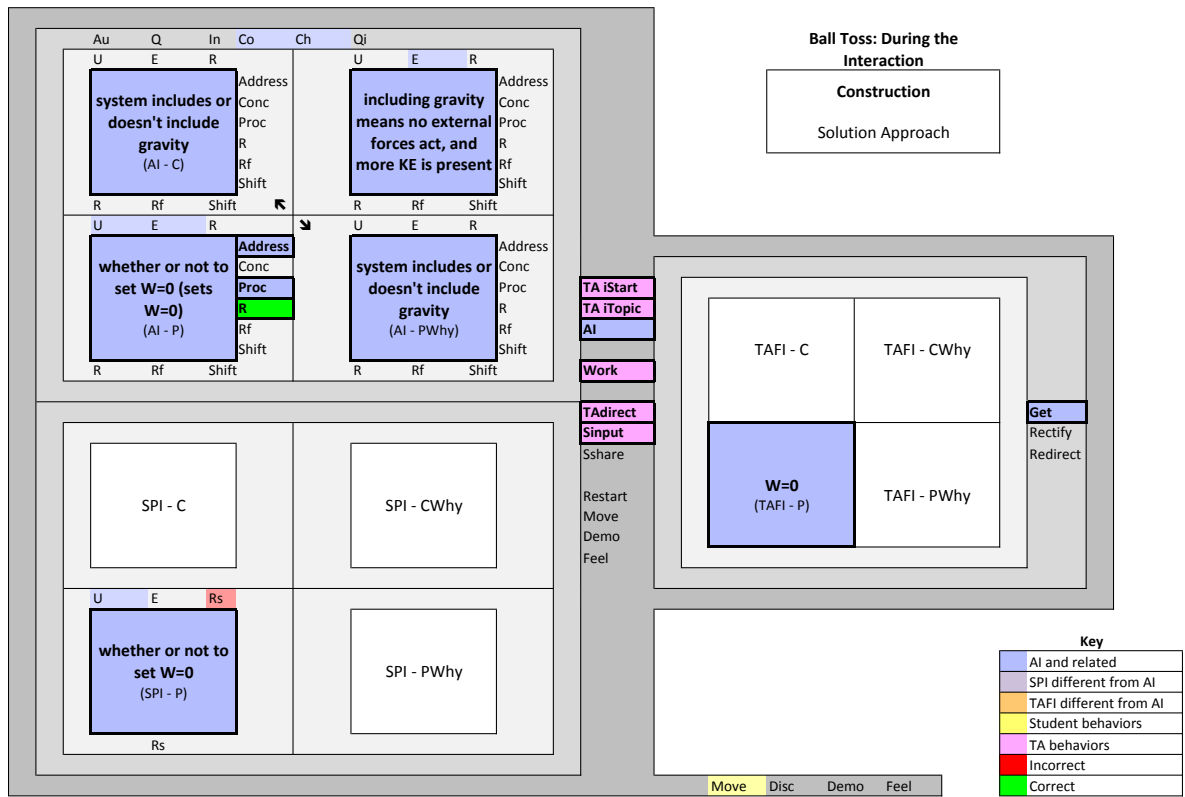 Au Q In Co Ch Qi
U E R U E R
system includes or
doesn't include
gravity
(AI - C)
Address
Conc
Proc
R
Rf
Shift
including gravity
means no external
forces act, and
more KE is present
Address
Conc
Proc
R
Rf
Shift
R Rf Shift R Rf Shift
U E R U E R
whether or not to
set W=0 (sets
W=0)
(AI - P)
Address
Conc
Proc
R
Rf
Shift
system includes or
doesn't include
gravity
(AI - PWhy)
Address
Conc
Proc
R
Rf
Shift
R Rf Shift R Rf Shift
SPI - C
SPI - CWhy
U E Rs
whether or not to
set W=0
(SPI - P)
SPI - PWhy
Rs
TA iStart
TA iTopic
AI
Work
TAdirect
Sinput
Sshare
Restart
Move
Demo
Feel
Ball Toss: During the
Interaction
Construction
Solution Approach
TAFI - C
TAFI - CWhy
W=0
(TAFI - P)
TAFI - PWhy
Get
Rectify
Redirect
Key
AI and related
SPI different from AI
TAFI different from AI
Student behaviors
TA behaviors
Incorrect
Correct
Move Disc Demo Feel